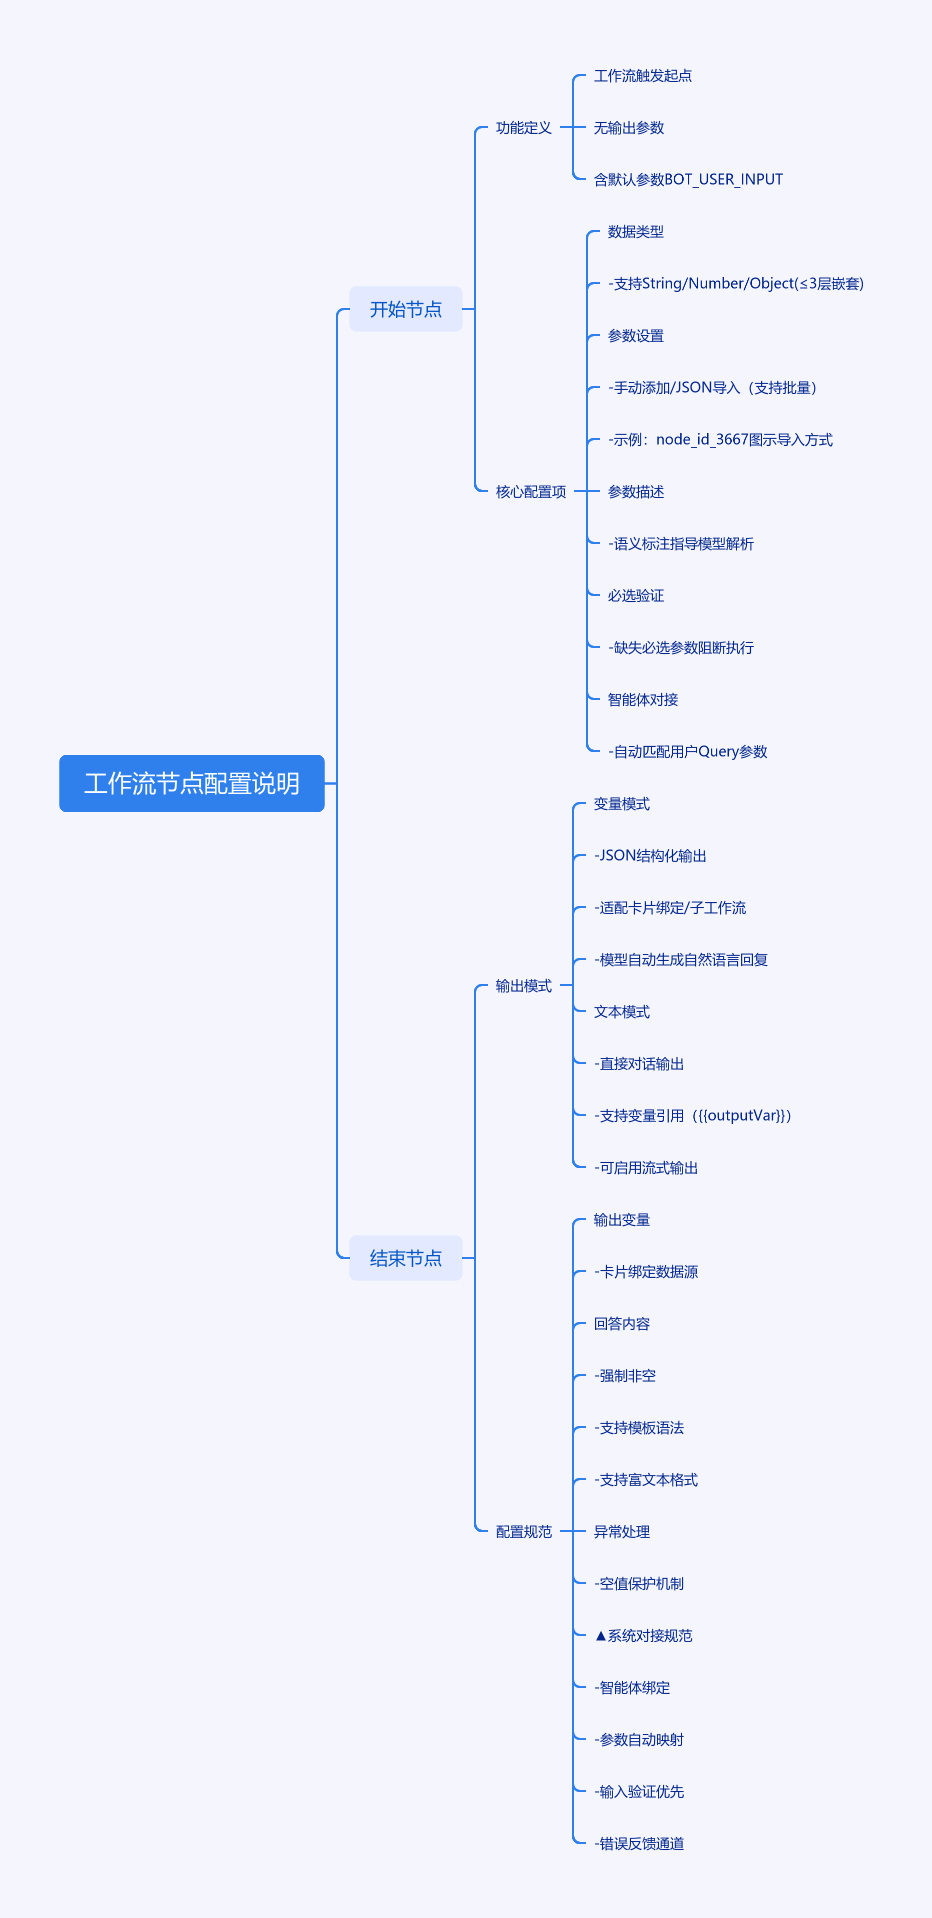 工作流节点配置说明
开始节点
功能定义
工作流触发起点
无输出参数
含默认参数BOT_USER_INPUT
核心配置项
数据类型
-支持String/Number/Object(≤3层嵌套)
参数设置
-手动添加/JSON导入（支持批量）
-示例：node_id_3667图示导入方式
参数描述
-语义标注指导模型解析
必选验证
-缺失必选参数阻断执行
智能体对接
-自动匹配用户Query参数
结束节点
输出模式
变量模式
-JSON结构化输出
-适配卡片绑定/子工作流
-模型自动生成自然语言回复
文本模式
-直接对话输出
-支持变量引用（{{outputVar}}）
-可启用流式输出
配置规范
输出变量
-卡片绑定数据源
回答内容
-强制非空
-支持模板语法
-支持富文本格式
异常处理
-空值保护机制
▲系统对接规范
-智能体绑定
-参数自动映射
-输入验证优先
-错误反馈通道